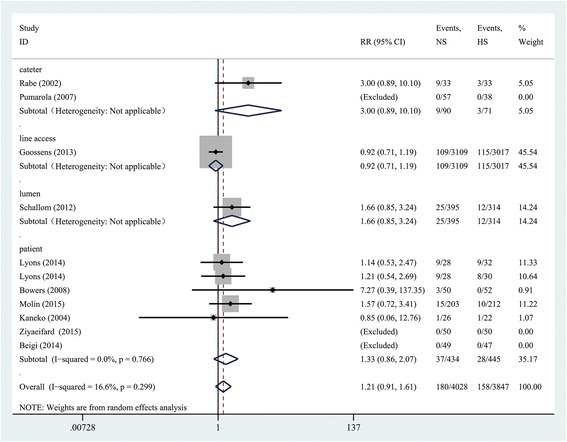 Study Events, Events, %
ID RR (95% CI) NS HS Weight
cateter
Rabe (2002) 3.00 (0.89, 10.10) 9/33 3/33 5.05
Pumarola (2007) (Excluded) 0/57 0/38 0.00
Subtotal (Heterogeneity: Not applicable) 3.00 (0.89, 10.10) 9/90 3/71 5.05
.
line access
Goossens (2013) 0.92 (0.71, 1.19) 109/3109 115/3017 45.54
Subtotal (Heterogeneity: Not applicable) 0.92 (0.71, 1.19) 109/3109 115/3017 45.54
.
lumen
Schallom (2012) 1.66 (0.85, 3.24) 25/395 12/314 14.24
Subtotal (Heterogeneity: Not applicable) 1.66 (0.85, 3.24) 25/395 12/314 14.24
.
patient
Lyons (2014) 1.14 (0.53, 2.47) 9/28 9/32 11.33
Lyons (2014) 1.21 (0.54, 2.69) 9/28 8/30 10.64
Bowers (2008) 7.27 (0.39, 137.35) 3/50 0/52 0.91
Molin (2015) 1.57 (0.72, 3.41) 15/203 10/212 11.22
Kaneko (2004) 0.85 (0.06, 12.76) 1/26 1/22 1.07
Ziyaeifard (2015) (Excluded) 0/50 0/50 0.00
Beigi (2014) (Excluded) 0/49 0/47 0.00
Subtotal (I-squared = 0.0%, p = 0.766) 1.33 (0.86, 2.07) 37/434 28/445 35.17
.
Overall (I-squared = 16.6%, p = 0.299) 1.21 (0.91, 1.61) 180/4028 158/3847 100.00
NOTE: Weights are from random effects analysis
.00728 1 137